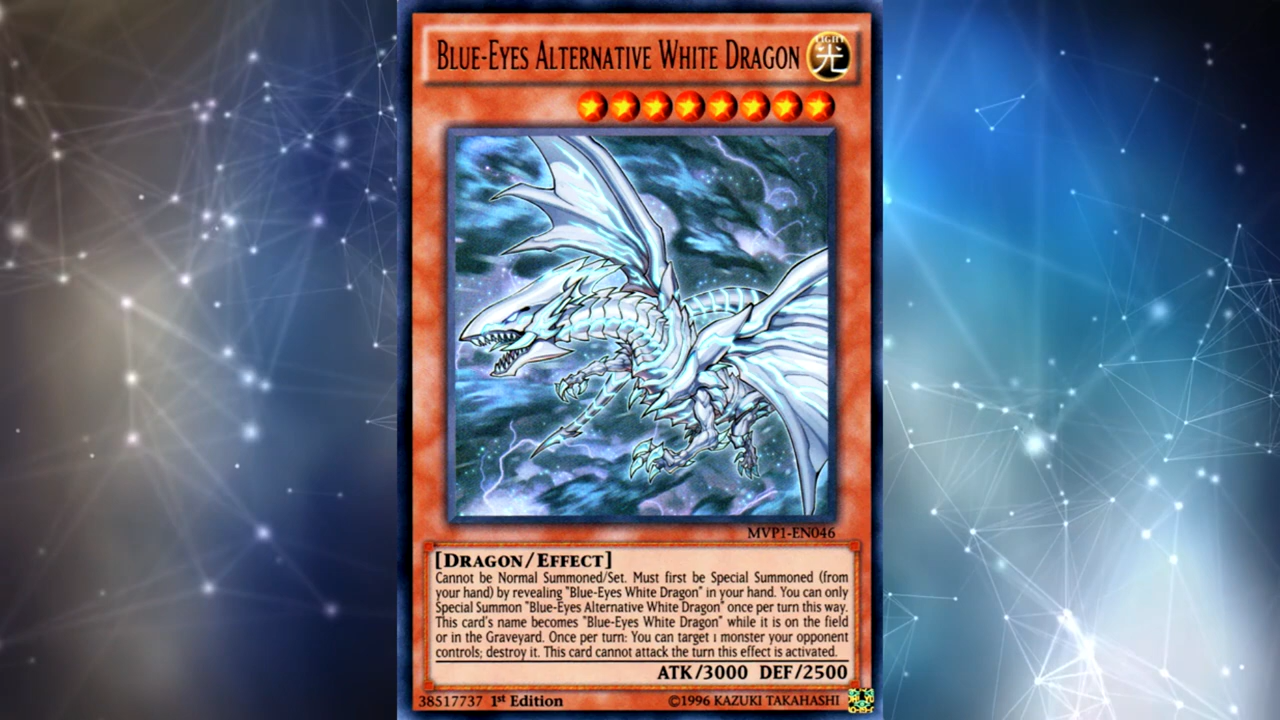 BLUE-EYES ALTERNATIVE WHITE DRAGON
LIGHT
光
MVP1-EN046
[DRAGON/EFFECT]
Cannot be Normal Summoned/Set. Must first be Special Summoned (from
your hand) by revealing "Blue-Eyes White Dragon" in your hand. You can only
Special Summon "Blue-Eyes Alternative White Dragon" once per turn this way.
This card's name becomes "Blue-Eyes White Dragon" while it is on the field
or in the Graveyard. Once per turn: You can target 1 monster your opponent
controls; destroy it. This card cannot attack the turn this effect is activated.
ATK/3000 DEF/2500
38517737 1st Edition ©1996 KAZUKI TAKAHASHI